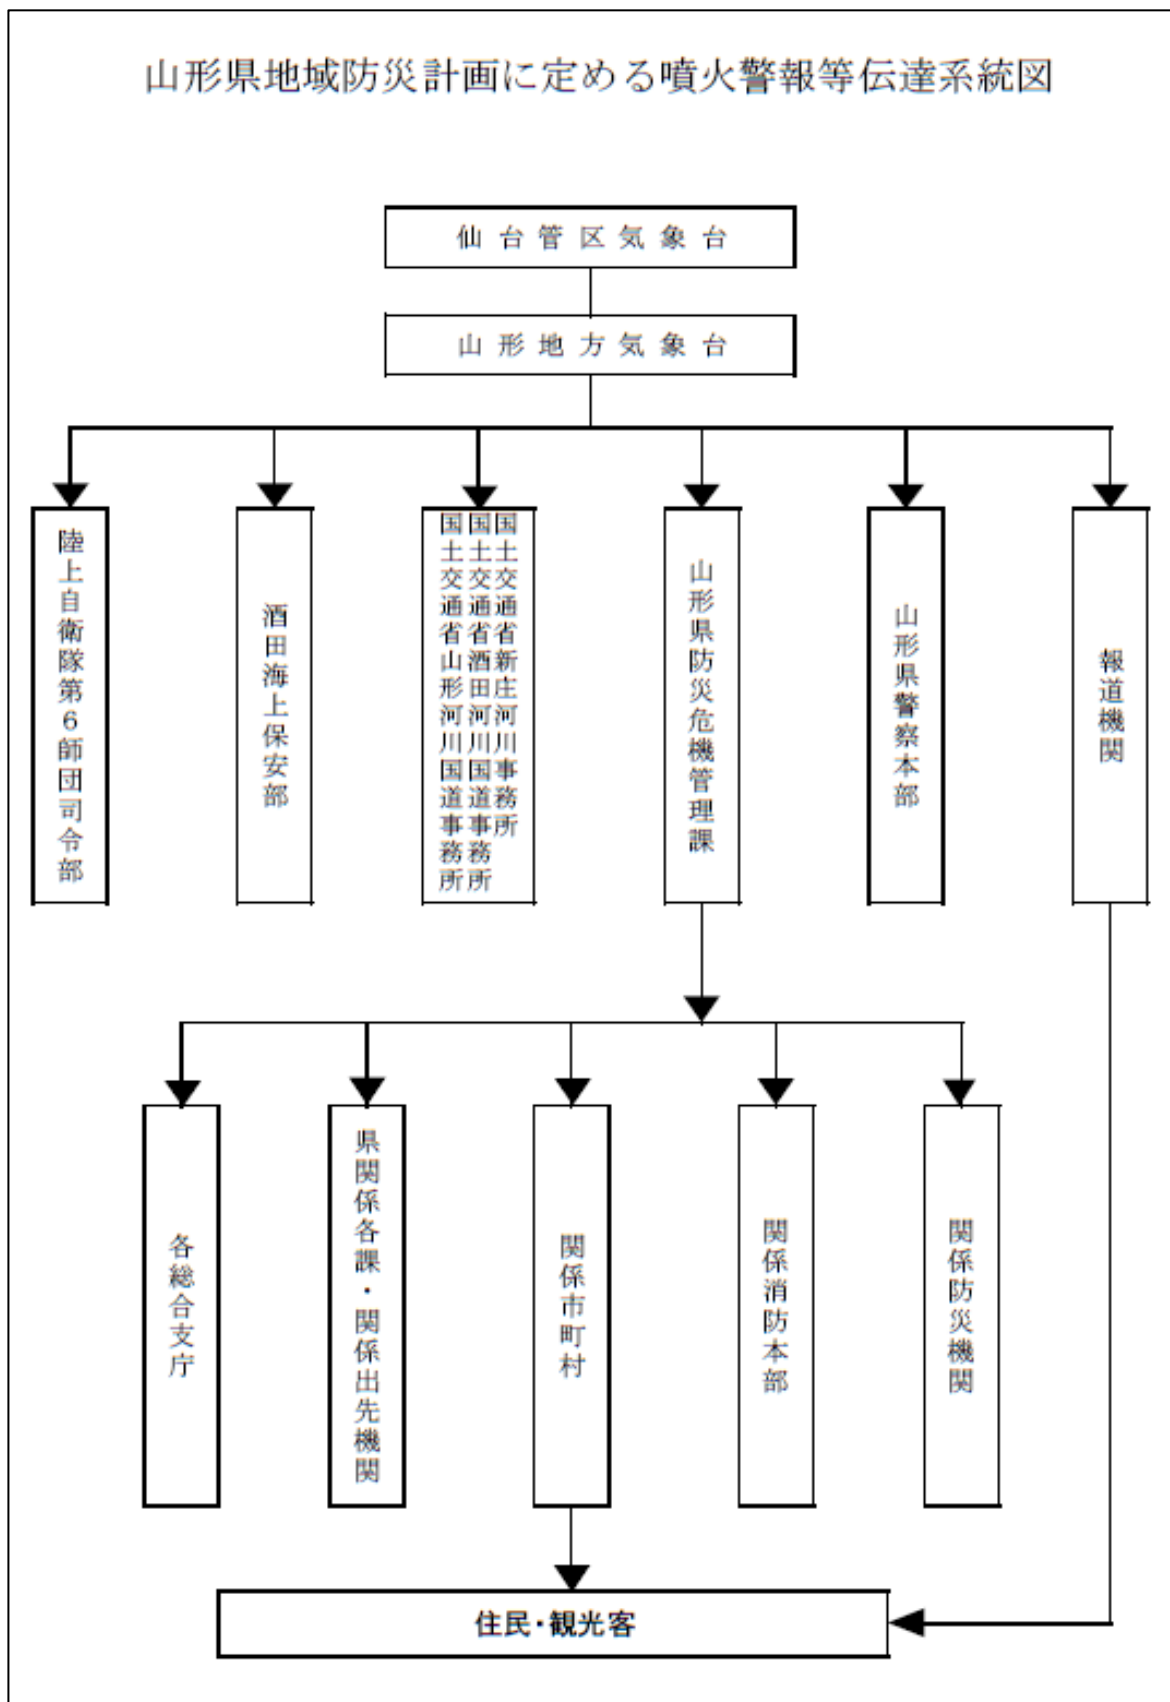 山形県地域防災計画に定める噴火警報等伝達系統図
仙台管区気象台
山形地方気象台
陸上自衛隊第6師団司令部
酒田海上保安部
国土交通省新庄河川事務所
国土交通省酒田河川国道事務所
国土交通省山形河川国道事務所
山形県防災危機管理課
山形県警察本部
報道機関
各総合支庁
県関係各課・関係出先機関
関係市町村
関係消防本部
関係防災機関
住民・観光客